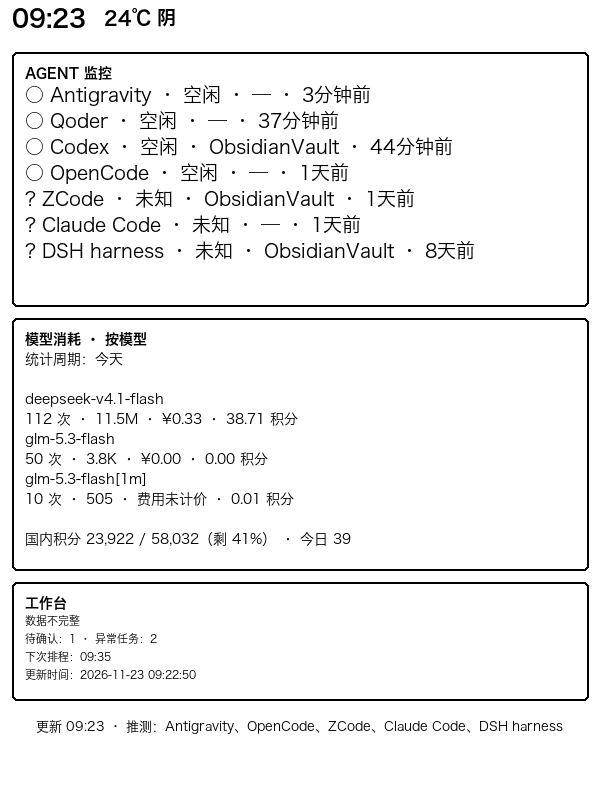 09:23 24℃ 阴
AGENT 监控
○ Antigravity · 空闲 · — · 3分钟前
○ Qoder · 空闲 · — · 37分钟前
○ Codex · 空闲 · ObsidianVault · 44分钟前
○ OpenCode · 空闲 · — · 1天前
? ZCode · 未知 · ObsidianVault · 1天前
? Claude Code · 未知 · — · 1天前
? DSH harness · 未知 · ObsidianVault · 8天前
模型消耗 · 按模型
统计周期：今天
deepseek-v4.1-flash
112 次 · 11.5M · ¥0.33 · 38.71 积分
glm-5.3-flash
50 次 · 3.8K · ¥0.00 · 0.00 积分
glm-5.3-flash[1m]
10 次 · 505 · 费用未计价 · 0.01 积分
国内积分 23,922 / 58,032（剩 41%） · 今日 39
工作台
数据不完整
待确认：1 · 异常任务：2
下次排程：09:35
更新时间：2026-11-23 09:22:50
更新 09:23 · 推测：Antigravity、OpenCode、ZCode、Claude Code、DSH harness